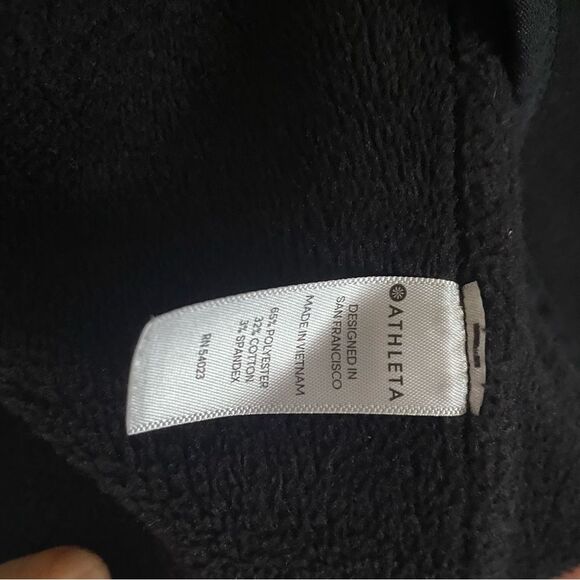 ATHLETA
DESIGNED IN
SAN FRANCISCO
MADE IN VIETNAM
65% POLYESTER
32% COTTON
3% SPANDEX
RN 54023